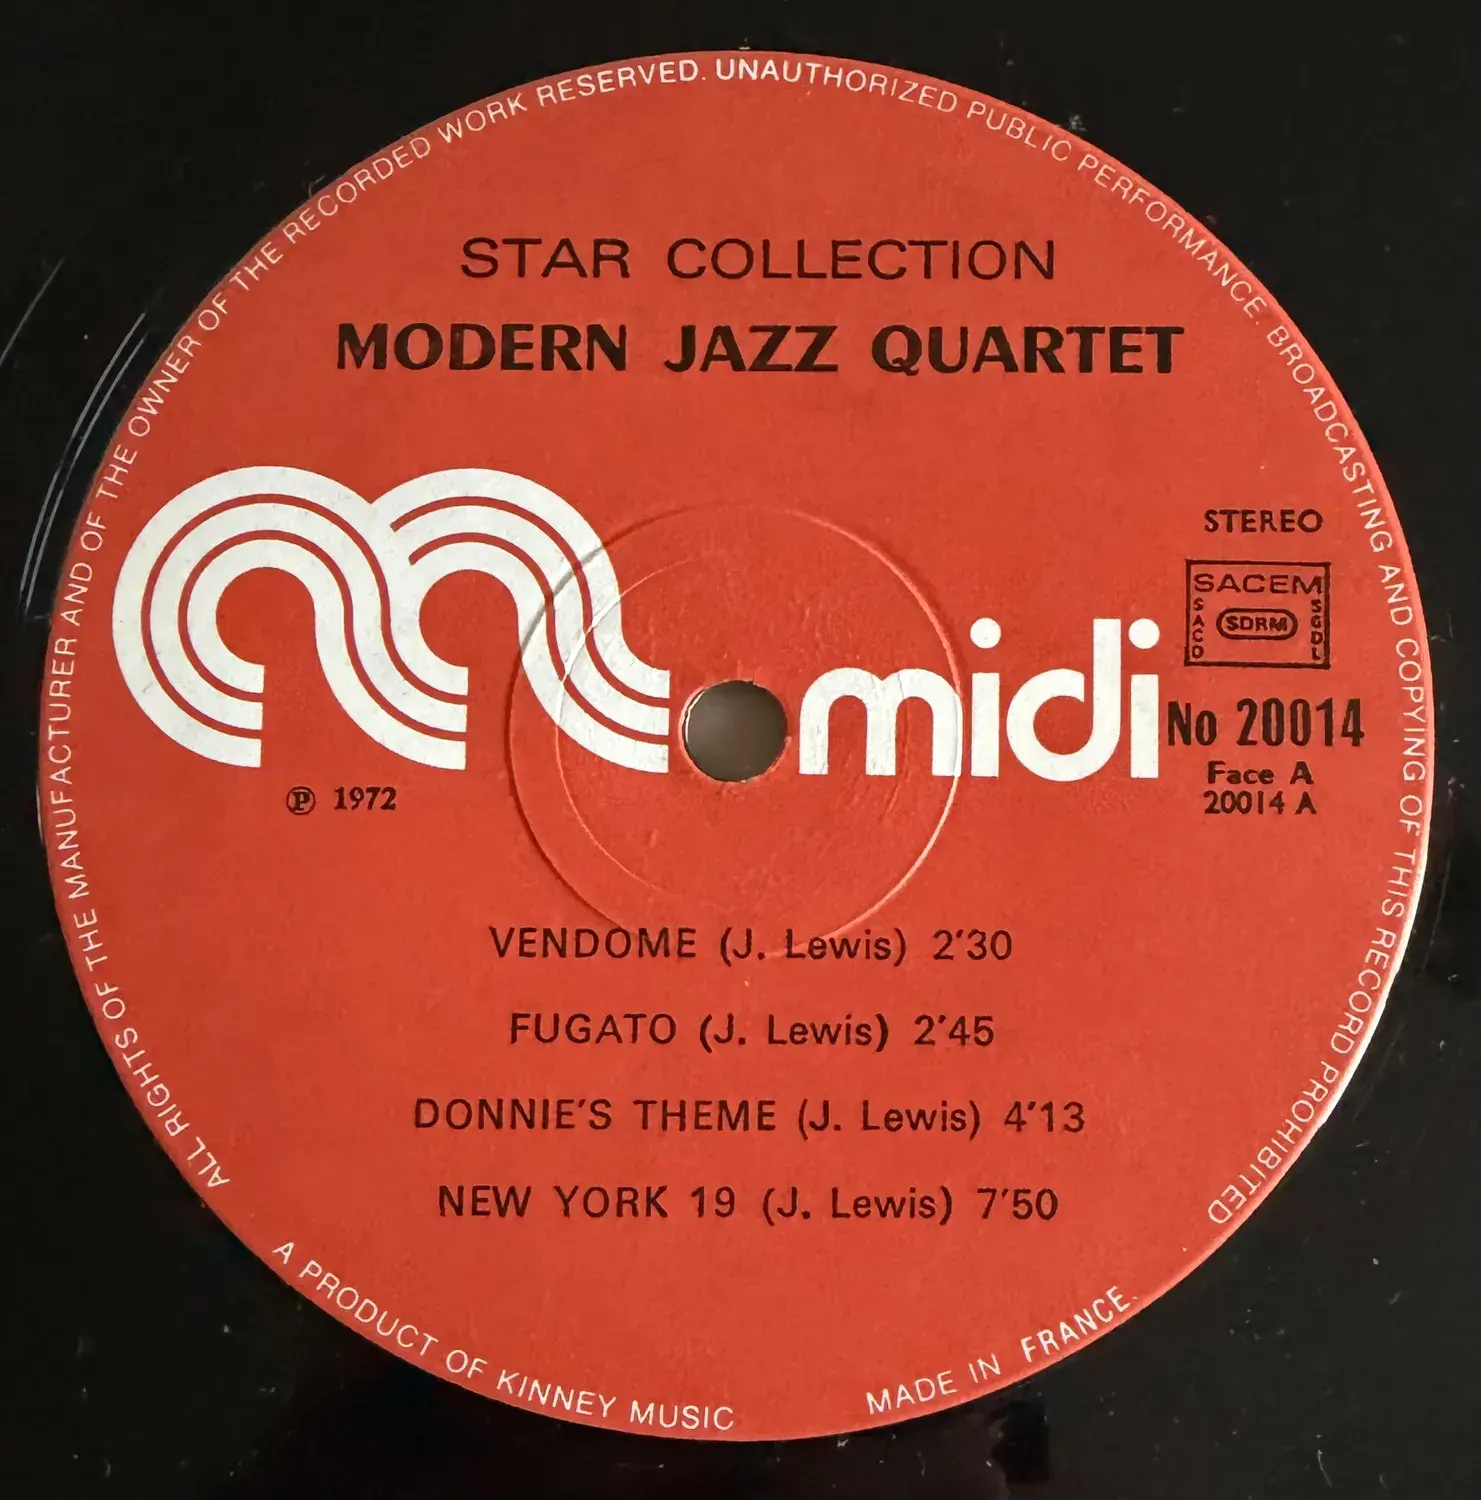 ALL RIGHTS OF THE MANUFACTURER AND OF THE OWNER OF THE RECORDED WORK RESERVED. UNAUTHORIZED PUBLIC PERFORMANCE. BROADCASTING AND COPYING OF THIS RECORD PROHIBITED
STAR COLLECTION
MODERN JAZZ QUARTET
STEREO
SACEM
SACD
SDRM
SGDL
midi
No 20014
Face A
20014 A
℗ 1972
VENDOME (J. Lewis) 2'30
FUGATO (J. Lewis) 2'45
DONNIE'S THEME (J. Lewis) 4'13
NEW YORK 19 (J. Lewis) 7'50
A PRODUCT OF KINNEY MUSIC
MADE IN FRANCE.